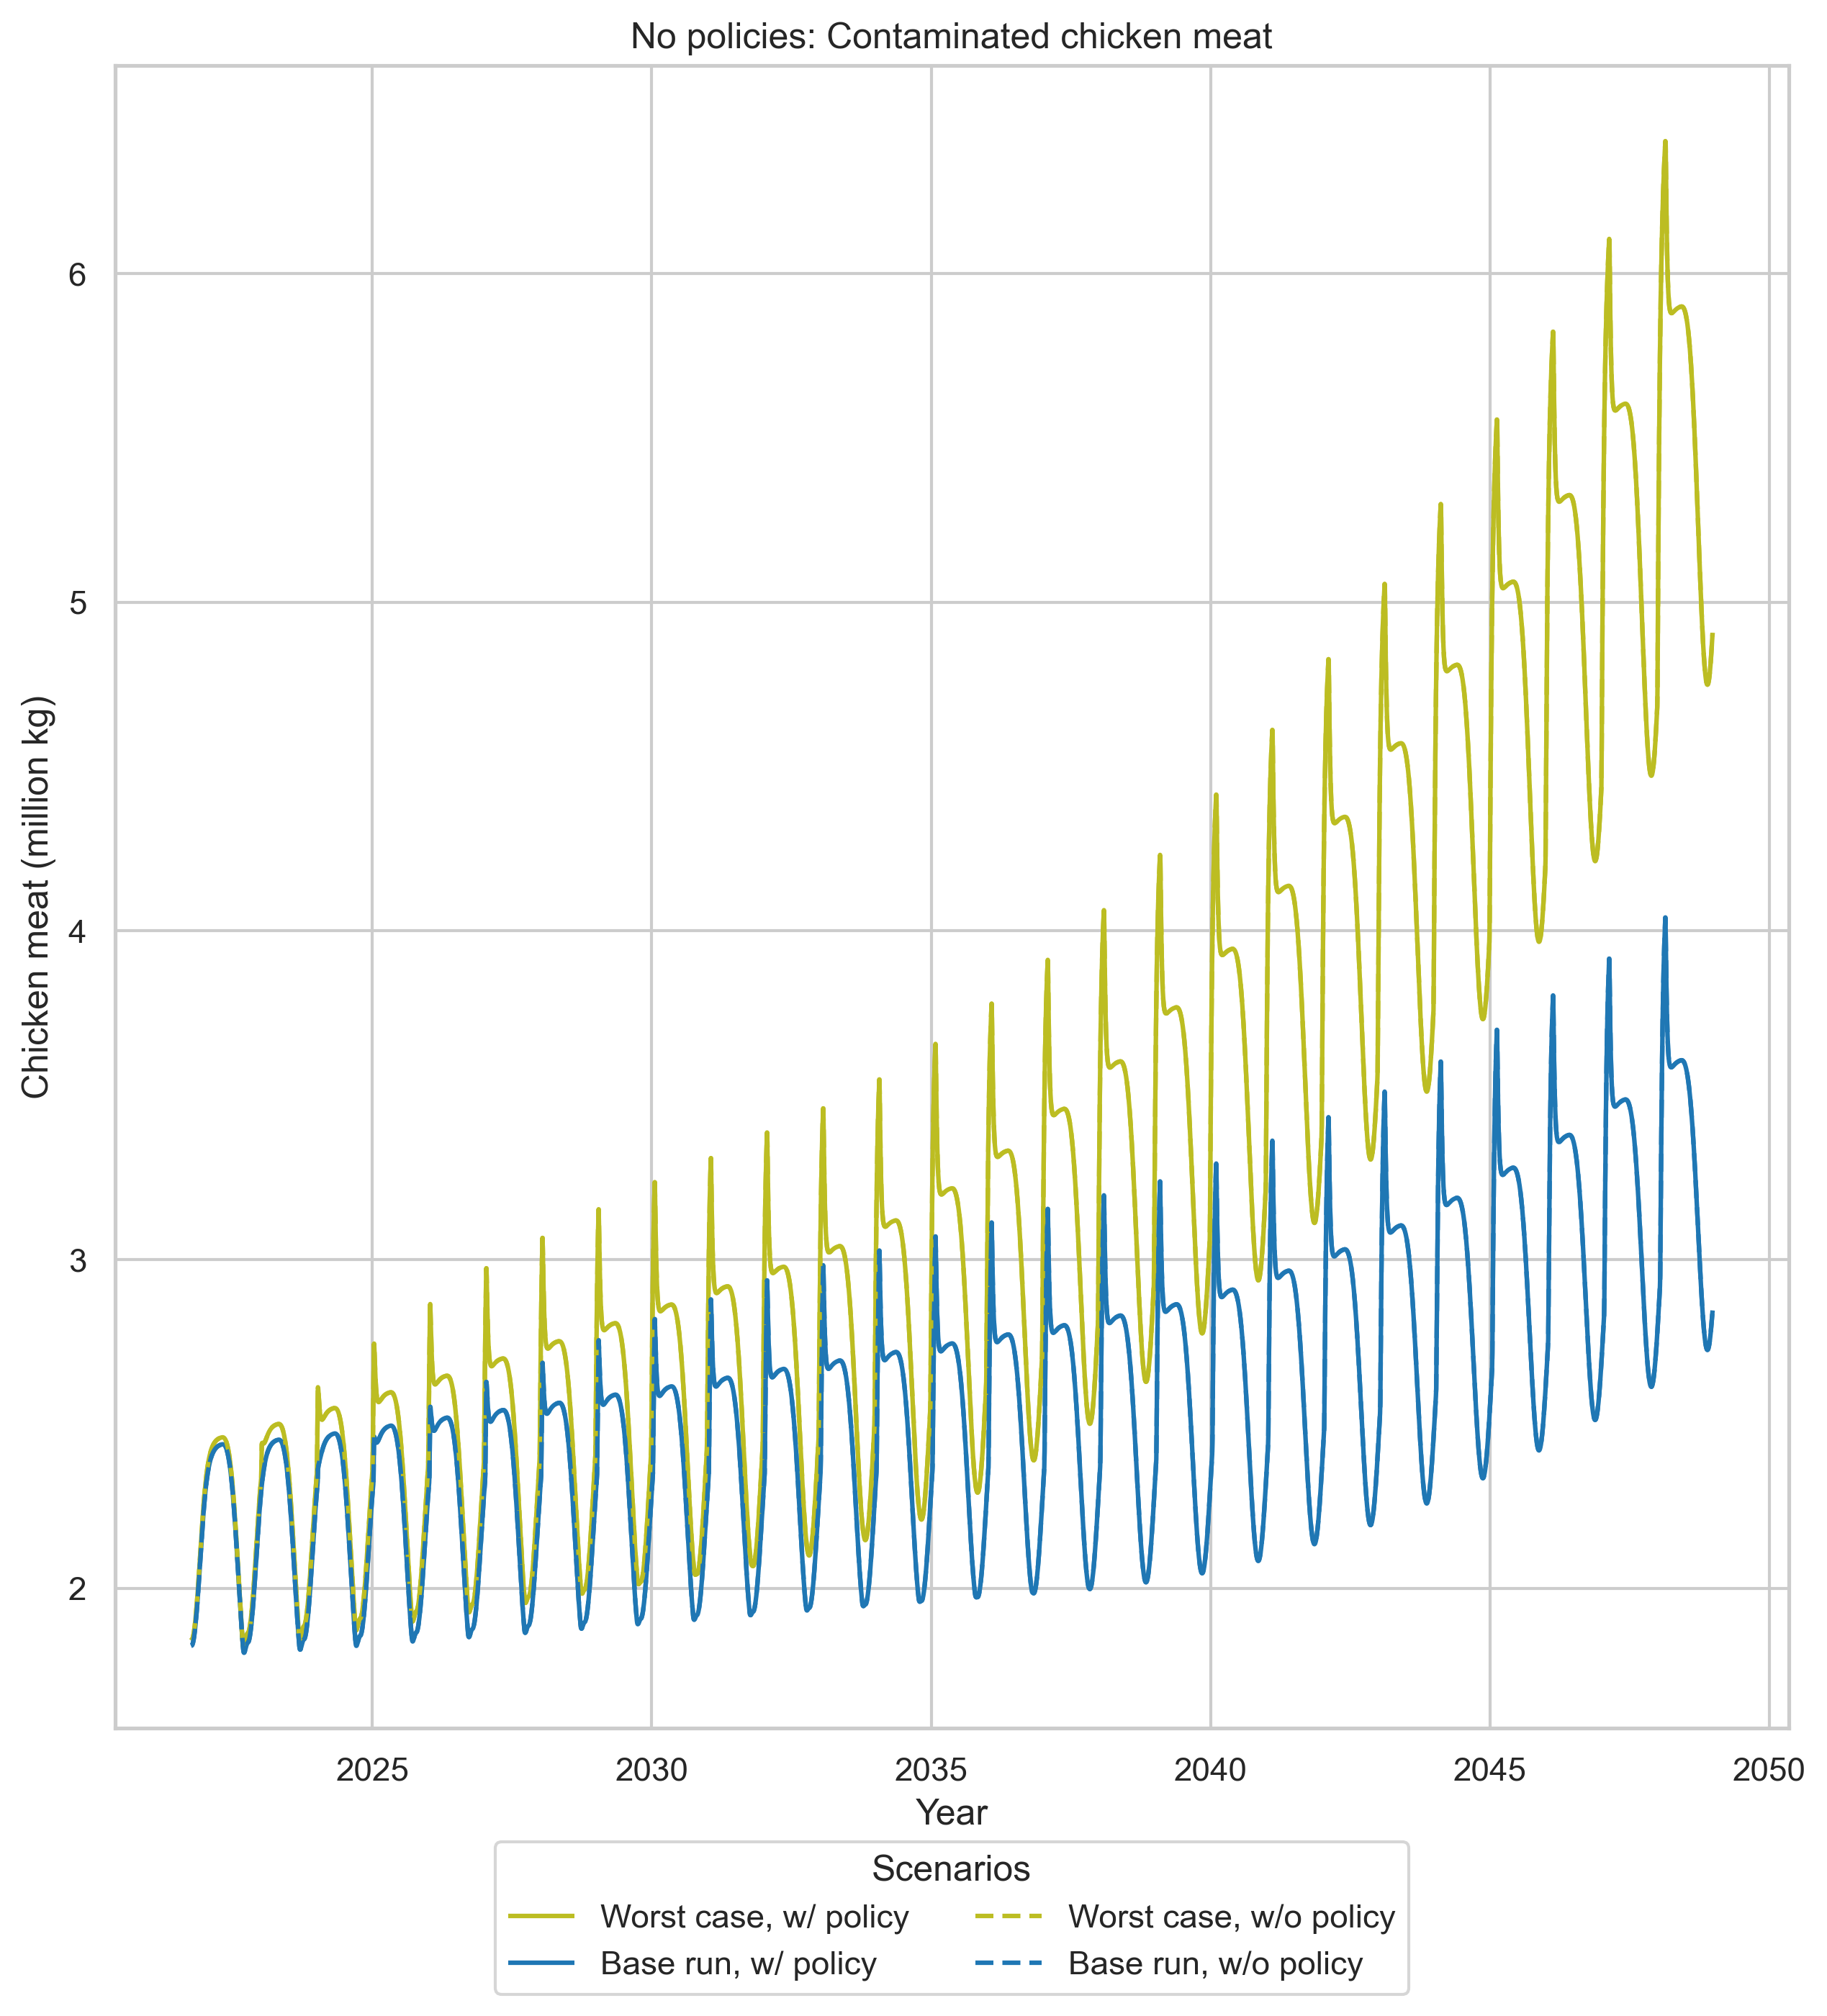 No policies: Contaminated chicken meat
Chicken meat (million kg)
6
5
4
3
2
2025 2030 2035 2040 2045 2050
Year
Scenarios
Worst case, w/ policy Worst case, w/o policy
Base run, w/ policy Base run, w/o policy